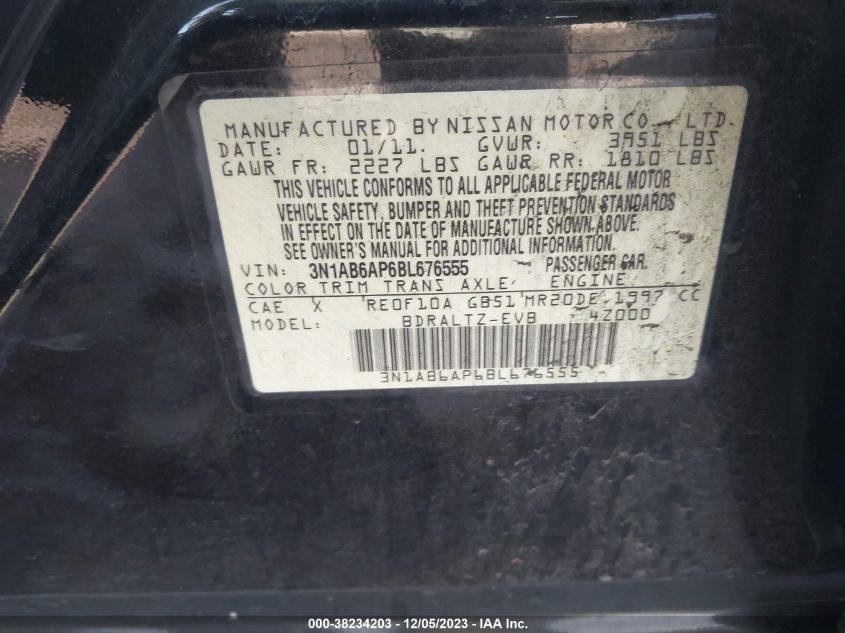 MANUFACTURED BY NISSAN MOTOR CO., LTD.
DATE: 01/11. GVWR: 3951 LBS
GAWR FR: 2227 LBS GAWR RR: 1810 LBS
THIS VEHICLE CONFORMS TO ALL APPLICABLE FEDERAL MOTOR
VEHICLE SAFETY, BUMPER AND THEFT PREVENTION STANDARDS
IN EFFECT ON THE DATE OF MANUFACTURE SHOWN ABOVE.
SEE OWNER'S MANUAL FOR ADDITIONAL INFORMATION.
VIN: 3N1AB6AP6BL676555 PASSENGER CAR
COLOR TRIM TRANS AXLE ENGINE
CAE X RE0F10A GB51 MR20DE 1997 CC
MODEL: BDRALTZ-EVB 4Z000
3N1AB6AP6BL676555
000-38234203 — 12/05/2023 - IAA Inc.